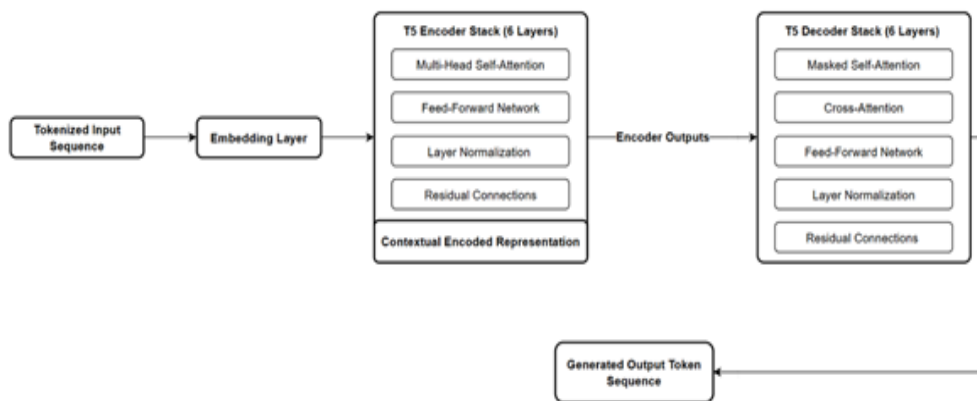 Tokenized Input
Sequence
Embedding Layer
T5 Encoder Stack (6 Layers)
Multi-Head Self-Attention
Feed-Forward Network
Layer Normalization
Residual Connections
Contextual Encoded Representation
Encoder Outputs
T5 Decoder Stack (6 Layers)
Masked Self-Attention
Cross-Attention
Feed-Forward Network
Layer Normalization
Residual Connections
Generated Output Token
Sequence